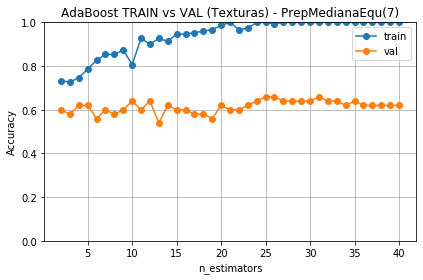 AdaBoost TRAIN vs VAL (Texturas) - PrepMedianaEqu(7)
1.0
0.8
0.6
0.4
0.2
0.0
Accuracy
train
val
5 10 15 20 25 30 35 40
n_estimators